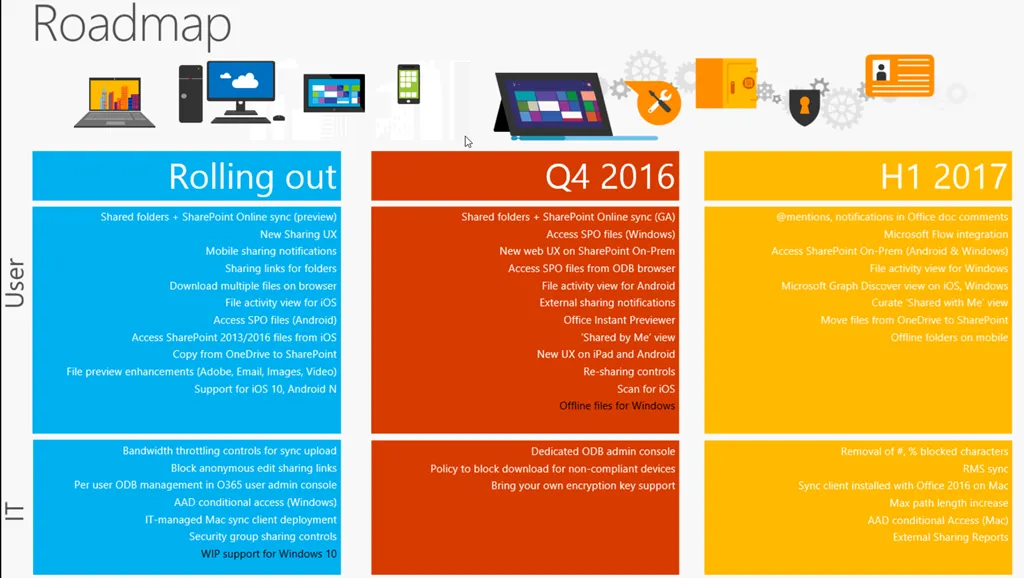 Roadmap
Rolling out
Q4 2016
H1 2017
User
Shared folders + SharePoint Online sync (preview)
New Sharing UX
Mobile sharing notifications
Sharing links for folders
Download multiple files on browser
File activity view for iOS
Access SPO files (Android)
Access SharePoint 2013/2016 files from iOS
Copy from OneDrive to SharePoint
File preview enhancements (Adobe, Email, Images, Video)
Support for iOS 10, Android N
Shared folders + SharePoint Online sync (GA)
Access SPO files (Windows)
New web UX on SharePoint On-Prem
Access SPO files from ODB browser
File activity view for Android
External sharing notifications
Office Instant Previewer
'Shared by Me' view
New UX on iPad and Android
Re-sharing controls
Scan for iOS
Offline files for Windows
@mentions, notifications in Office doc comments
Microsoft Flow integration
Access SharePoint On-Prem (Android & Windows)
File activity view for Windows
Microsoft Graph Discover view on iOS, Windows
Curate 'Shared with Me' view
Move files from OneDrive to SharePoint
Offline folders on mobile
IT
Bandwidth throttling controls for sync upload
Block anonymous edit sharing links
Per user ODB management in O365 user admin console
AAD conditional access (Windows)
IT-managed Mac sync client deployment
Security group sharing controls
WIP support for Windows 10
Dedicated ODB admin console
Policy to block download for non-compliant devices
Bring your own encryption key support
Removal of #, % blocked characters
RMS sync
Sync client installed with Office 2016 on Mac
Max path length increase
AAD conditional Access (Mac)
External Sharing Reports